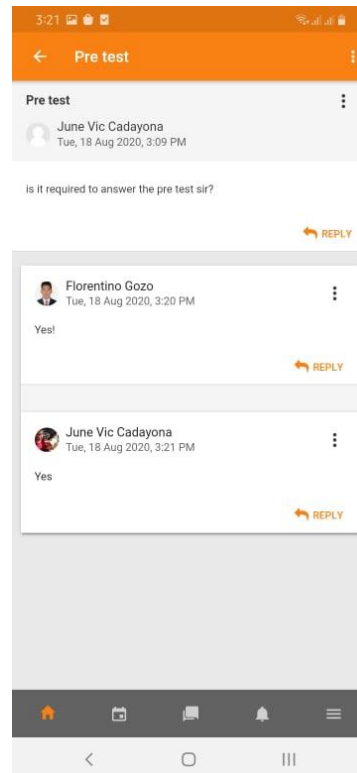 3:21
Pre test
Pre test
June Vic Cadayona
Tue, 18 Aug 2020, 3:09 PM
is it required to answer the pre test sir?
REPLY
Florentino Gozo
Tue, 18 Aug 2020, 3:20 PM
Yes!
REPLY
June Vic Cadayona
Tue, 18 Aug 2020, 3:21 PM
Yes
REPLY